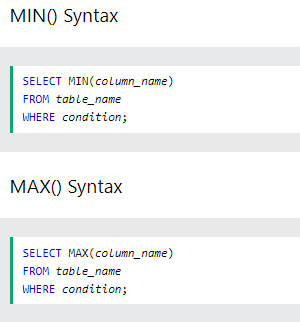 MIN() Syntax
SELECT MIN(column_name)
FROM table_name
WHERE condition;
MAX() Syntax
SELECT MAX(column_name)
FROM table_name
WHERE condition;